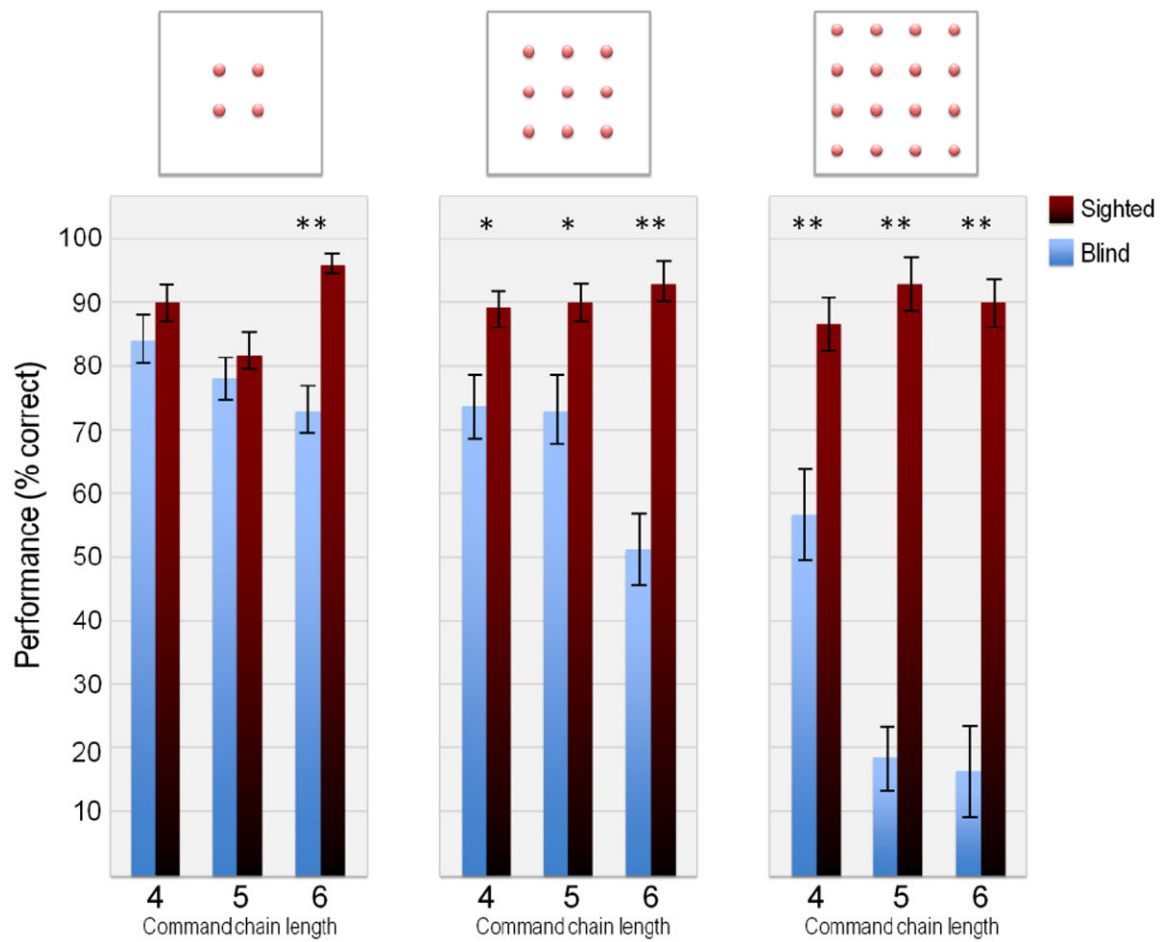 ** * * ** ** ** **
Sighted
Blind
Performance (% correct)
100
90
80
70
60
50
40
30
20
10
4 5 6 4 5 6 4 5 6
Command chain length Command chain length Command chain length